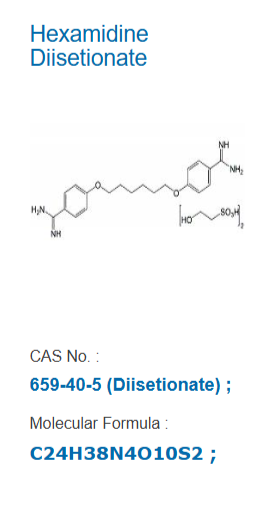 Hexamidine
Diisetionate
NH
NH₂
O
O
H₂N
NH
HO
SO₃H
2
CAS No. :
659-40-5 (Diisetionate) ;
Molecular Formula :
C24H38N4O10S2 ;